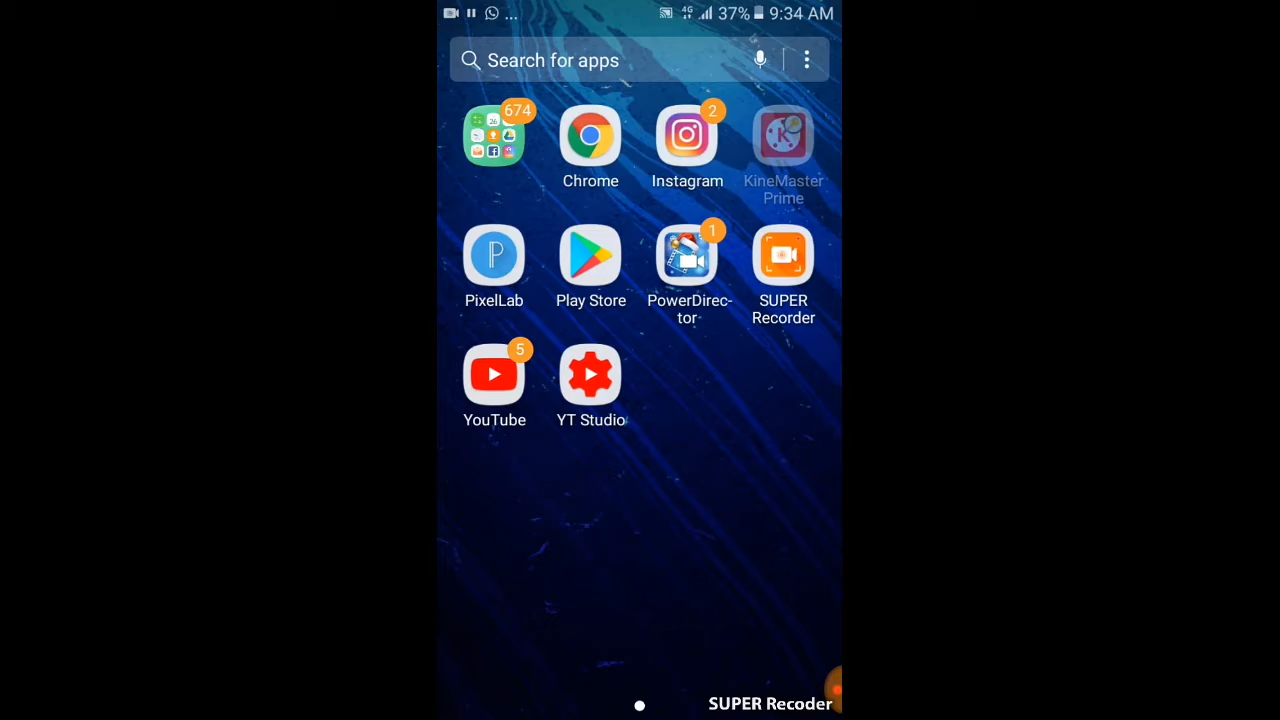 ... 4G 37% 9:34 AM
Search for apps
674
2
Chrome
Instagram
KineMaster
Prime
1
PixelLab
Play Store
PowerDirec-
tor
SUPER
Recorder
5
YouTube
YT Studio
SUPER Recoder